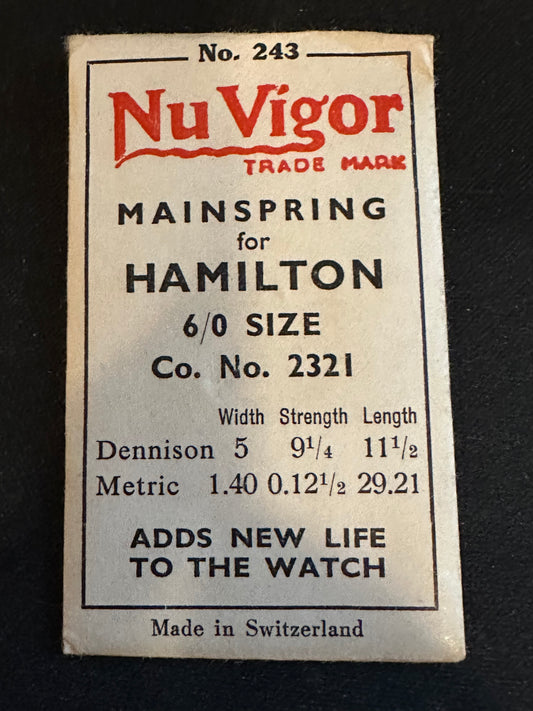 No. 243
Nu Vigor
TRADE MARK
MAINSPRING
for
HAMILTON
6/0 SIZE
Co. No. 2321
Width Strength Length
Dennison 5 9¹/₄ 11¹/₂
Metric 1.40 0.12¹/₂ 29.21
ADDS NEW LIFE
TO THE WATCH
Made in Switzerland